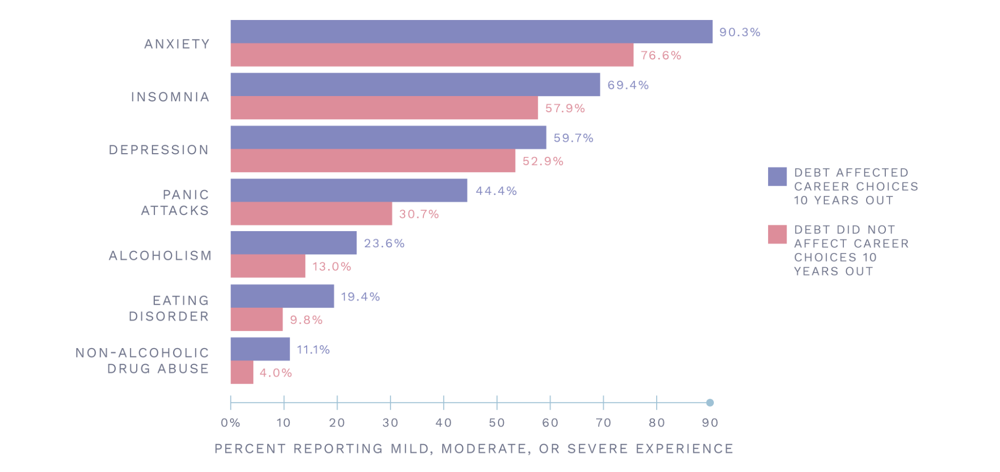 ANXIETY
90.3%
76.6%
INSOMNIA
69.4%
57.9%
DEPRESSION
59.7%
52.9%
PANIC
ATTACKS
44.4%
30.7%
ALCOHOLISM
23.6%
13.0%
EATING
DISORDER
19.4%
9.8%
NON-ALCOHOLIC
DRUG ABUSE
11.1%
4.0%
0% 10 20 30 40 50 60 70 80 90
PERCENT REPORTING MILD, MODERATE, OR SEVERE EXPERIENCE
DEBT AFFECTED
CAREER CHOICES
10 YEARS OUT
DEBT DID NOT
AFFECT CAREER
CHOICES 10
YEARS OUT